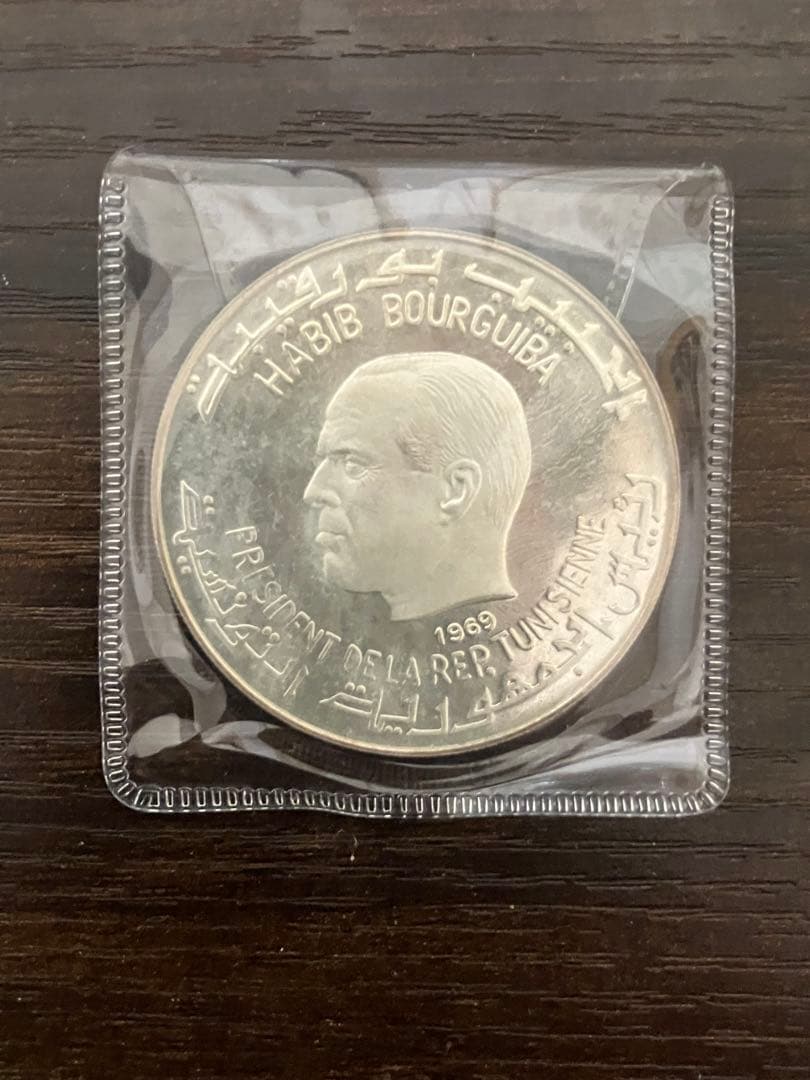 الحبيب بورقيبة
HABIB BOURGUIBA
1969
PRESIDENT DE LA REP. TUNISIENNE
رئيس الجمهورية التونسية